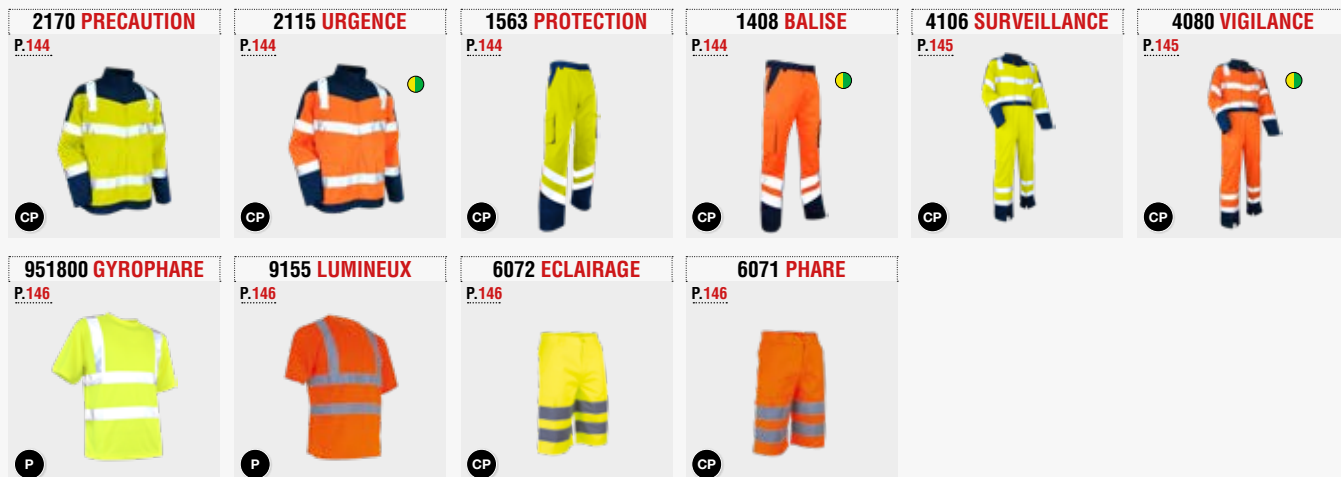 2170 PRECAUTION
P.144
CP
2115 URGENCE
P.144
CP
1563 PROTECTION
P.144
CP
1408 BALISE
P.144
CP
4106 SURVEILLANCE
P.145
CP
4080 VIGILANCE
P.145
CP
951800 GYROPHARE
P.146
P
9155 LUMINEUX
P.146
P
6072 ECLAIRAGE
P.146
CP
6071 PHARE
P.146
CP